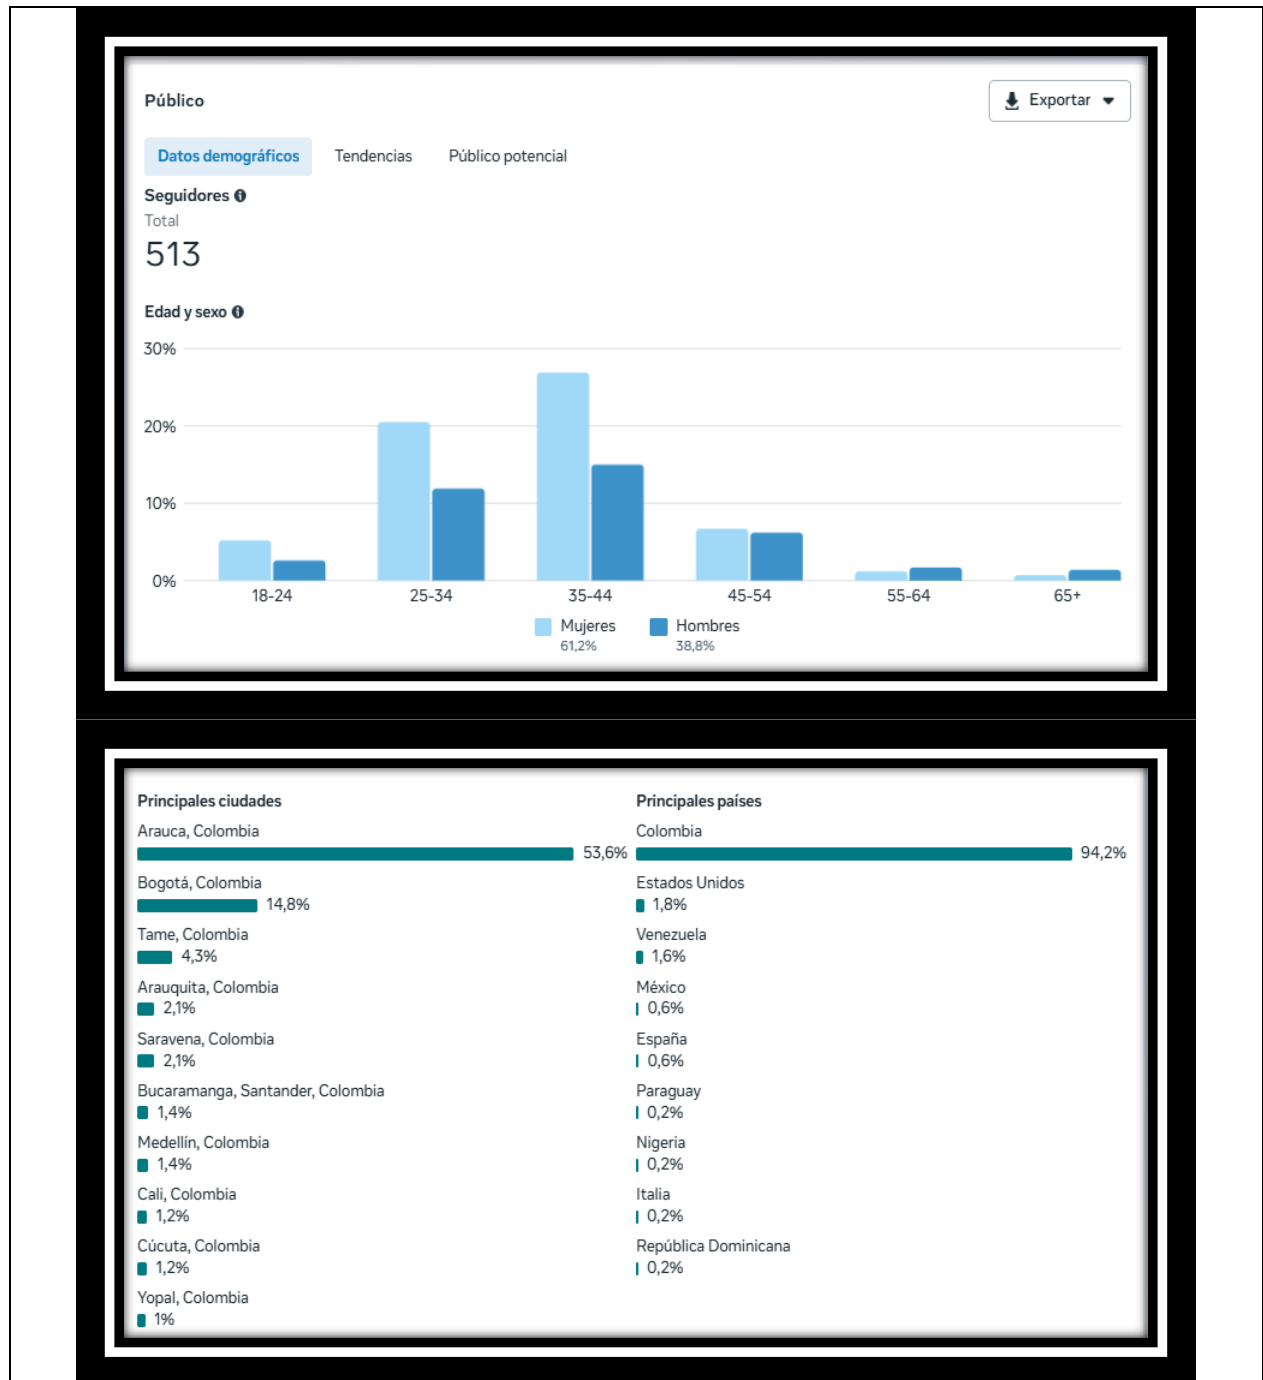 Público
Exportar
Datos demográficos Tendencias Público potencial
Seguidores
Total
513
Edad y sexo
30%
20%
10%
0%
18-24 25-34 35-44 45-54 55-64 65+
Mujeres Hombres
61,2% 38,8%
Principales ciudades
Arauca, Colombia
53,6%
Bogotá, Colombia
14,8%
Tame, Colombia
4,3%
Arauquita, Colombia
2,1%
Saravena, Colombia
2,1%
Bucaramanga, Santander, Colombia
1,4%
Medellín, Colombia
1,4%
Cali, Colombia
1,2%
Cúcuta, Colombia
1,2%
Yopal, Colombia
1%
Principales países
Colombia
94,2%
Estados Unidos
1,8%
Venezuela
1,6%
México
0,6%
España
0,6%
Paraguay
0,2%
Nigeria
0,2%
Italia
0,2%
República Dominicana
0,2%